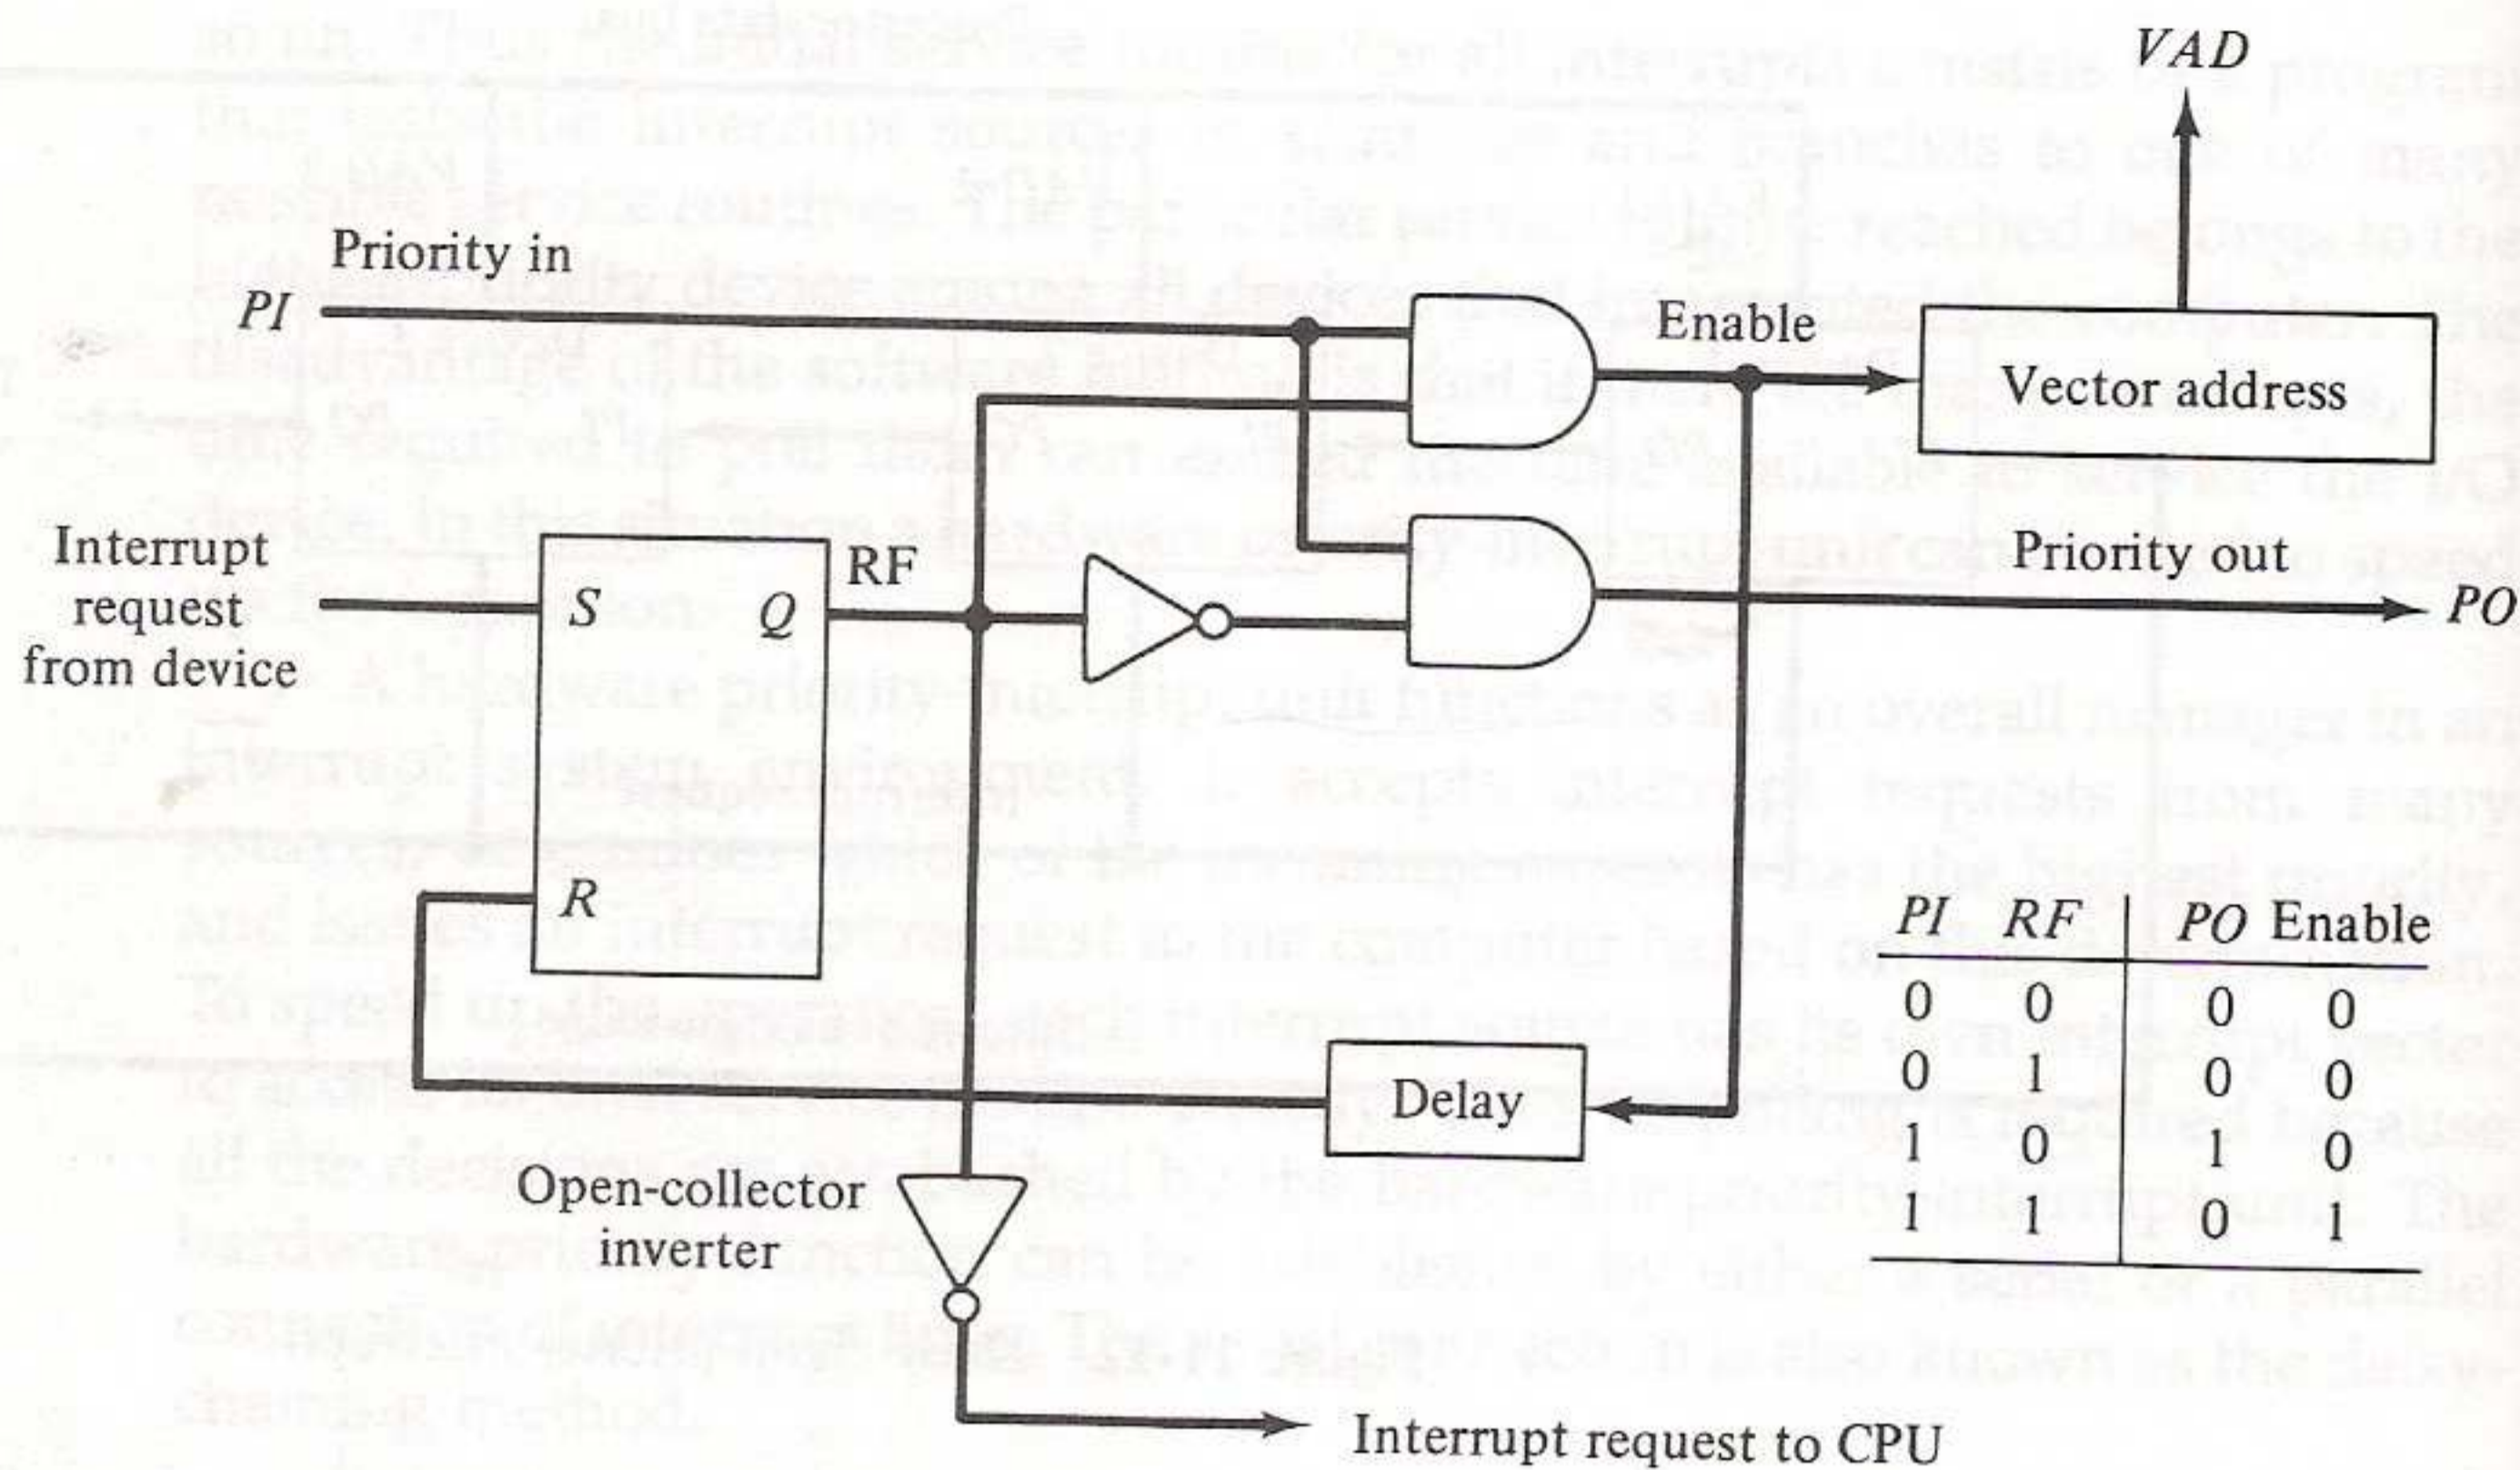 VAD
Priority in
PI
Enable
Vector address
Interrupt
request
from device
S
Q
RF
Priority out
PO
R
PI RF PO Enable
0 0 0 0
0 1 0 0
1 0 1 0
1 1 0 1
Delay
Open-collector
inverter
Interrupt request to CPU